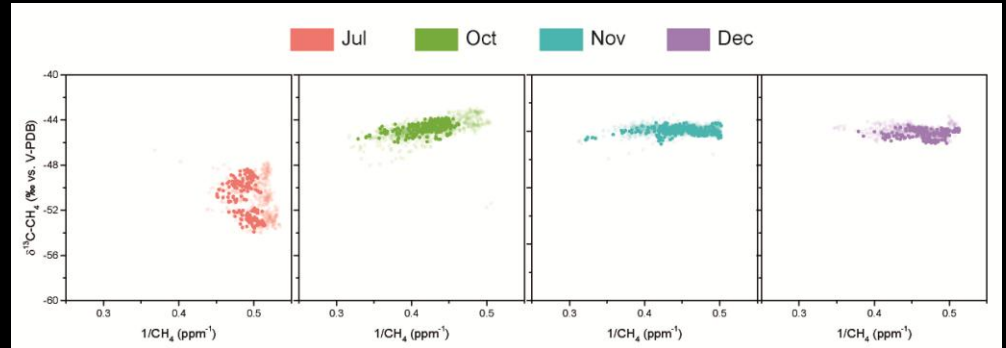 Jul Oct Nov Dec
-40
-44
-48
-52
-56
-60
δ¹³C-CH₄ (‰ vs. V-PDB)
0.3 0.4 0.5 0.3 0.4 0.5 0.3 0.4 0.5 0.3 0.4 0.5
1/CH₄ (ppm⁻¹) 1/CH₄ (ppm⁻¹) 1/CH₄ (ppm⁻¹) 1/CH₄ (ppm⁻¹)